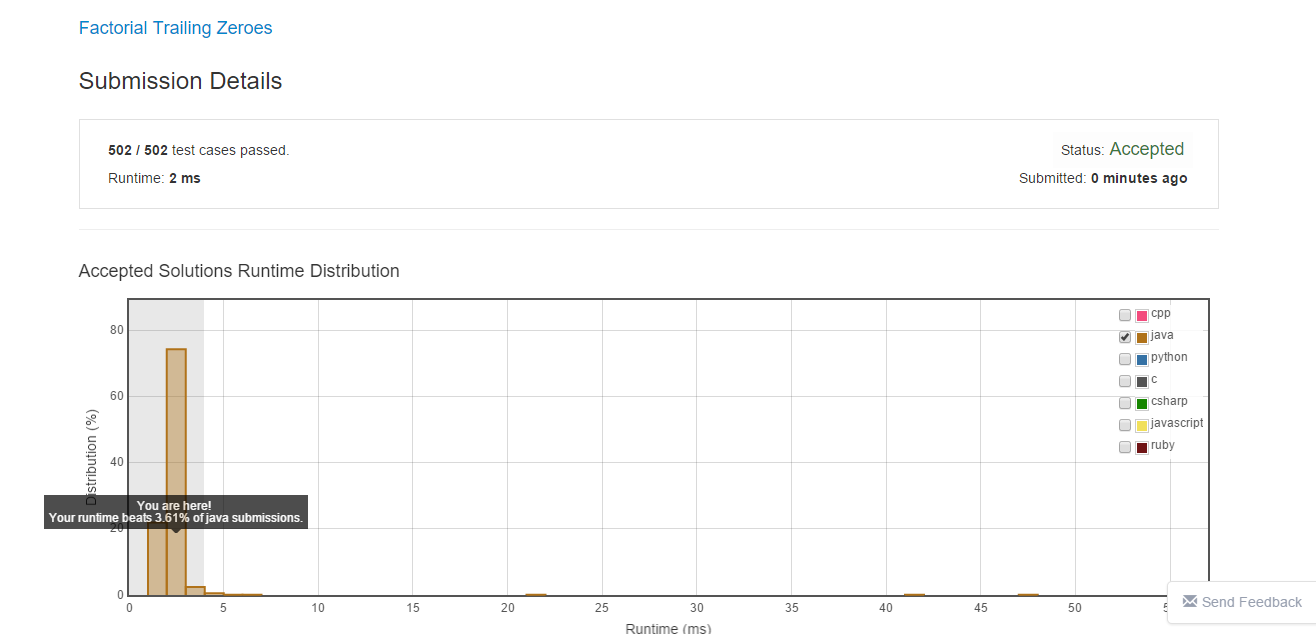 Factorial Trailing Zeroes
Submission Details
502 / 502 test cases passed.
Status: Accepted
Runtime: 2 ms
Submitted: 0 minutes ago
Accepted Solutions Runtime Distribution
cpp
java
python
c
csharp
javascript
ruby
Distribution (%)
80
60
40
20
0
You are here!
Your runtime beats 3.61% of java submissions.
0 5 10 15 20 25 30 35 40 45 50
Runtime (ms)
Send Feedback